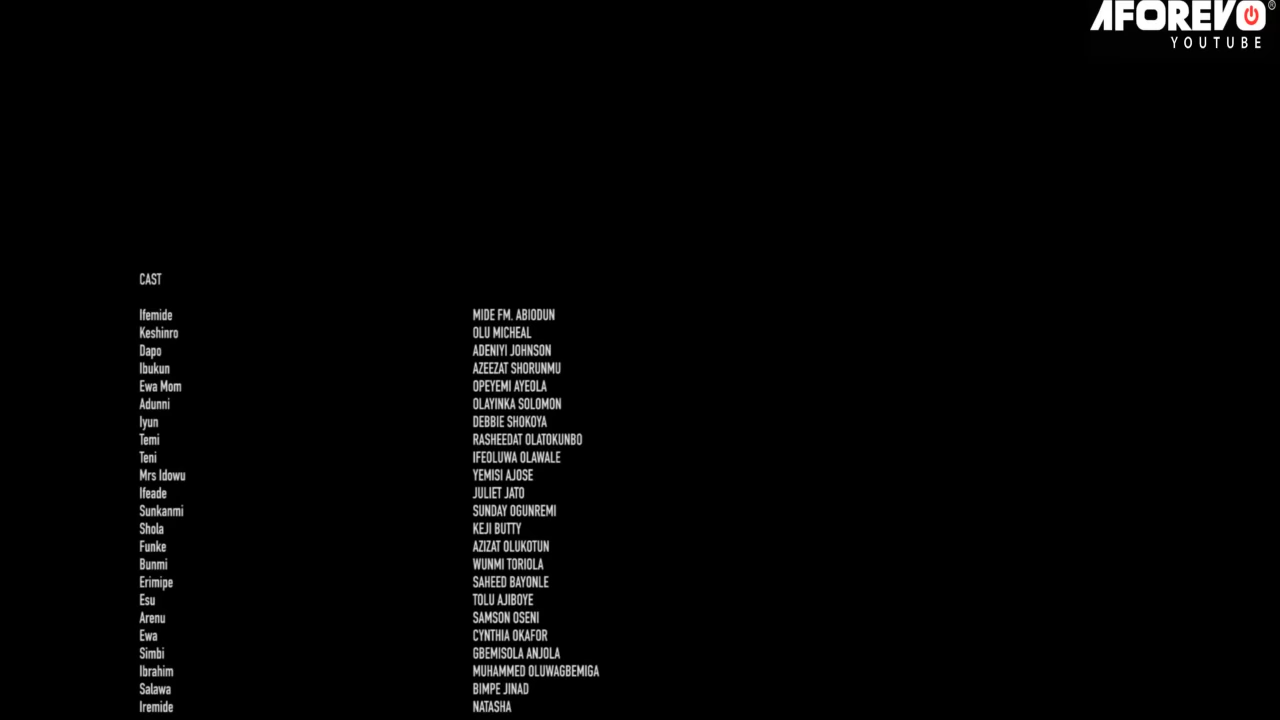 AFOREVO®
YOUTUBE
CAST
Ifemide MIDE FM. ABIODUN
Keshinro OLU MICHEAL
Dapo ADENIYI JOHNSON
Ibukun AZEEZAT SHORUNMU
Ewa Mom OPEYEMI AYEOLA
Adunni OLAYINKA SOLOMON
Iyun DEBBIE SHOKOYA
Temi RASHEEDAT OLATOKUNBO
Teni IFEOLUWA OLAWALE
Mrs Idowu YEMISI AJOSE
Ifeade JULIET JATO
Sunkanmi SUNDAY OGUNREMI
Shola KEJI BUTTY
Funke AZIZAT OLUKOTUN
Bunmi WUNMI TORIOLA
Erimipe SAHEED BAYONLE
Esu TOLU AJIBOYE
Arenu SAMSON OSENI
Ewa CYNTHIA OKAFOR
Simbi GBEMISOLA ANJOLA
Ibrahim MUHAMMED OLUWAGBEMIGA
Salawa BIMPE JINAD
Iremide NATASHA